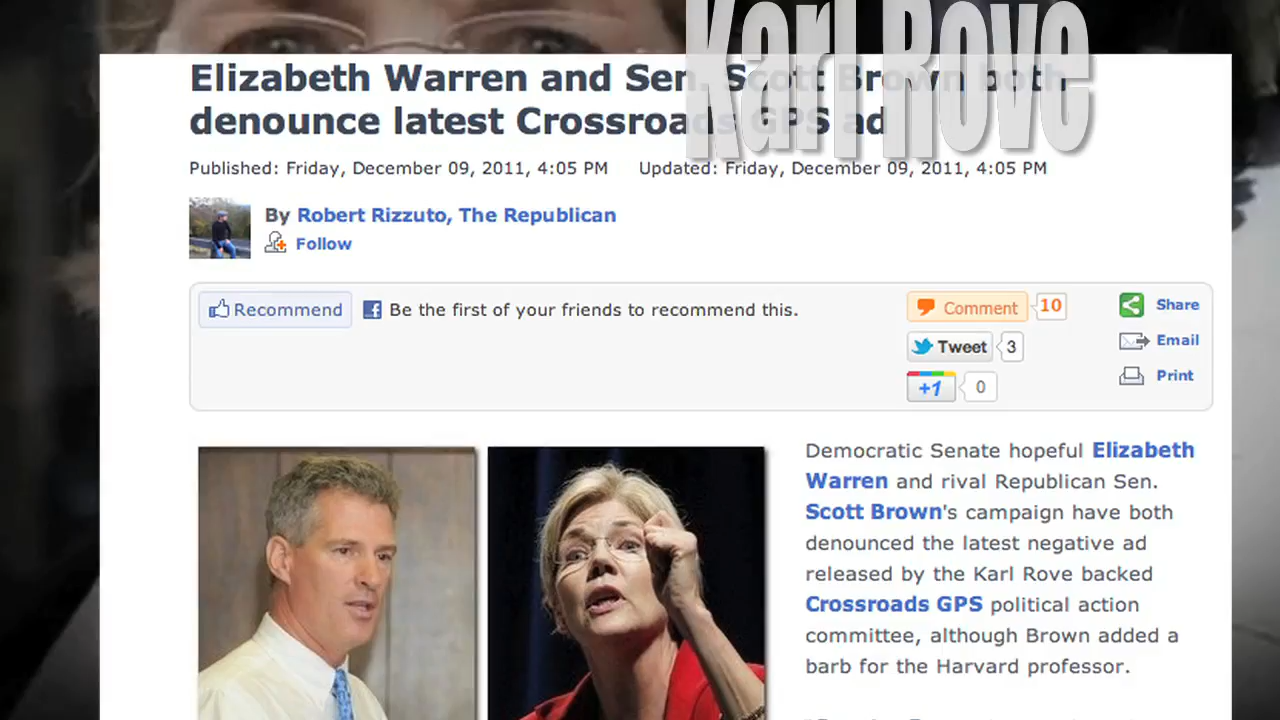 Karl Rove
Elizabeth Warren and Sen. Scott Brown both
denounce latest Crossroads GPS ad
Published: Friday, December 09, 2011, 4:05 PM Updated: Friday, December 09, 2011, 4:05 PM
By Robert Rizzuto, The Republican
Follow
Recommend Be the first of your friends to recommend this.
Comment 10
Tweet 3
+1 0
Share
Email
Print
Democratic Senate hopeful Elizabeth
Warren and rival Republican Sen.
Scott Brown's campaign have both
denounced the latest negative ad
released by the Karl Rove backed
Crossroads GPS political action
committee, although Brown added a
barb for the Harvard professor.